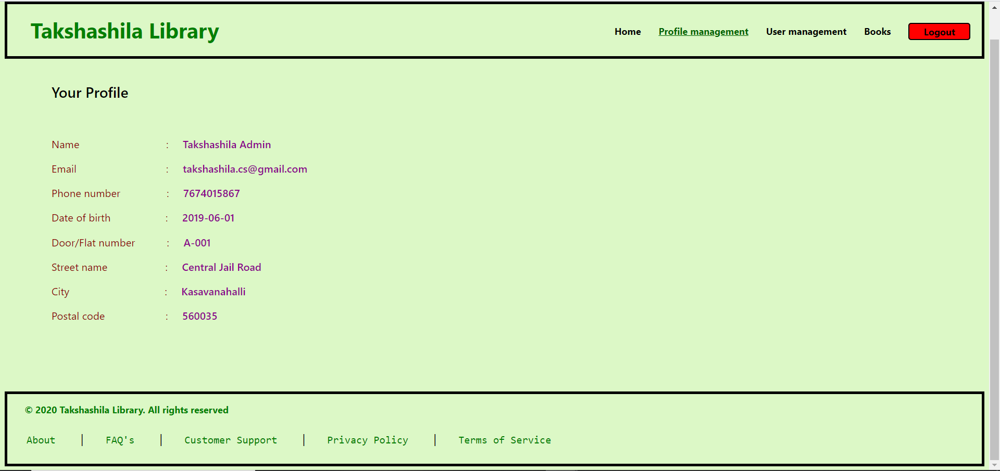 Takshashila Library Home Profile management User management Books Logout
Your Profile
Name : Takshashila Admin
Email : takshashila.cs@gmail.com
Phone number : 7674015867
Date of birth : 2019-06-01
Door/Flat number : A-001
Street name : Central Jail Road
City : Kasavanahalli
Postal code : 560035
© 2020 Takshashila Library. All rights reserved
About | FAQ's | Customer Support | Privacy Policy | Terms of Service